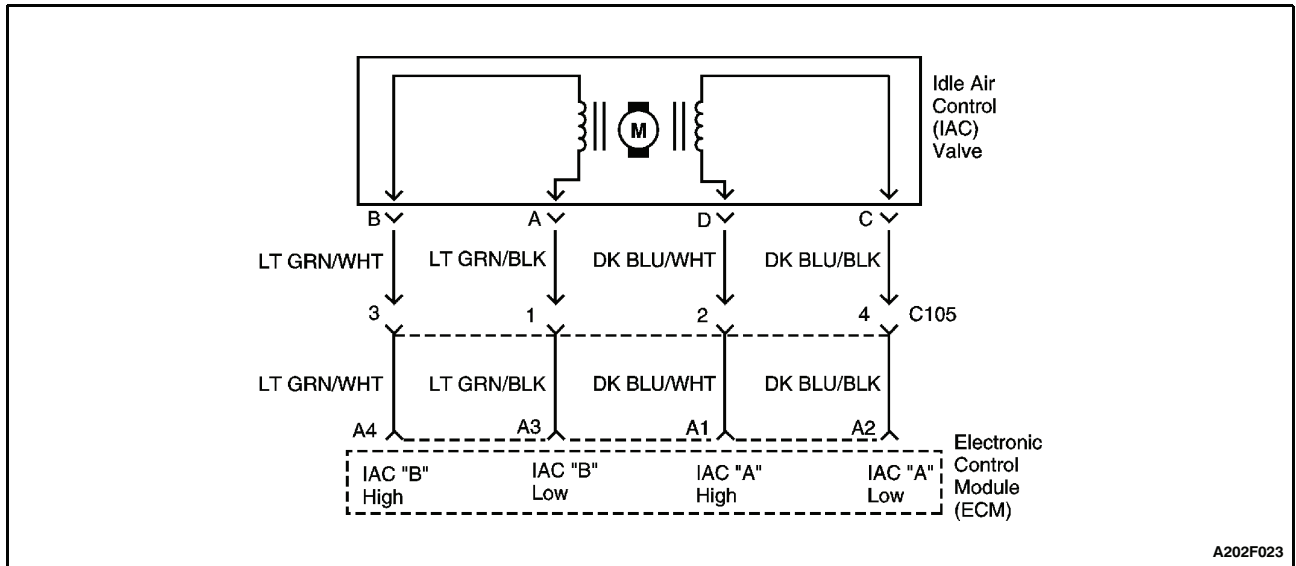 Idle Air
Control
(IAC)
Valve
M
B A D C
LT GRN/WHT LT GRN/BLK DK BLU/WHT DK BLU/BLK
3 1 2 4 C105
LT GRN/WHT LT GRN/BLK DK BLU/WHT DK BLU/BLK
A4 A3 A1 A2
IAC "B"
High
IAC "B"
Low
IAC "A"
High
IAC "A"
Low
Electronic
Control
Module
(ECM)
A202F023